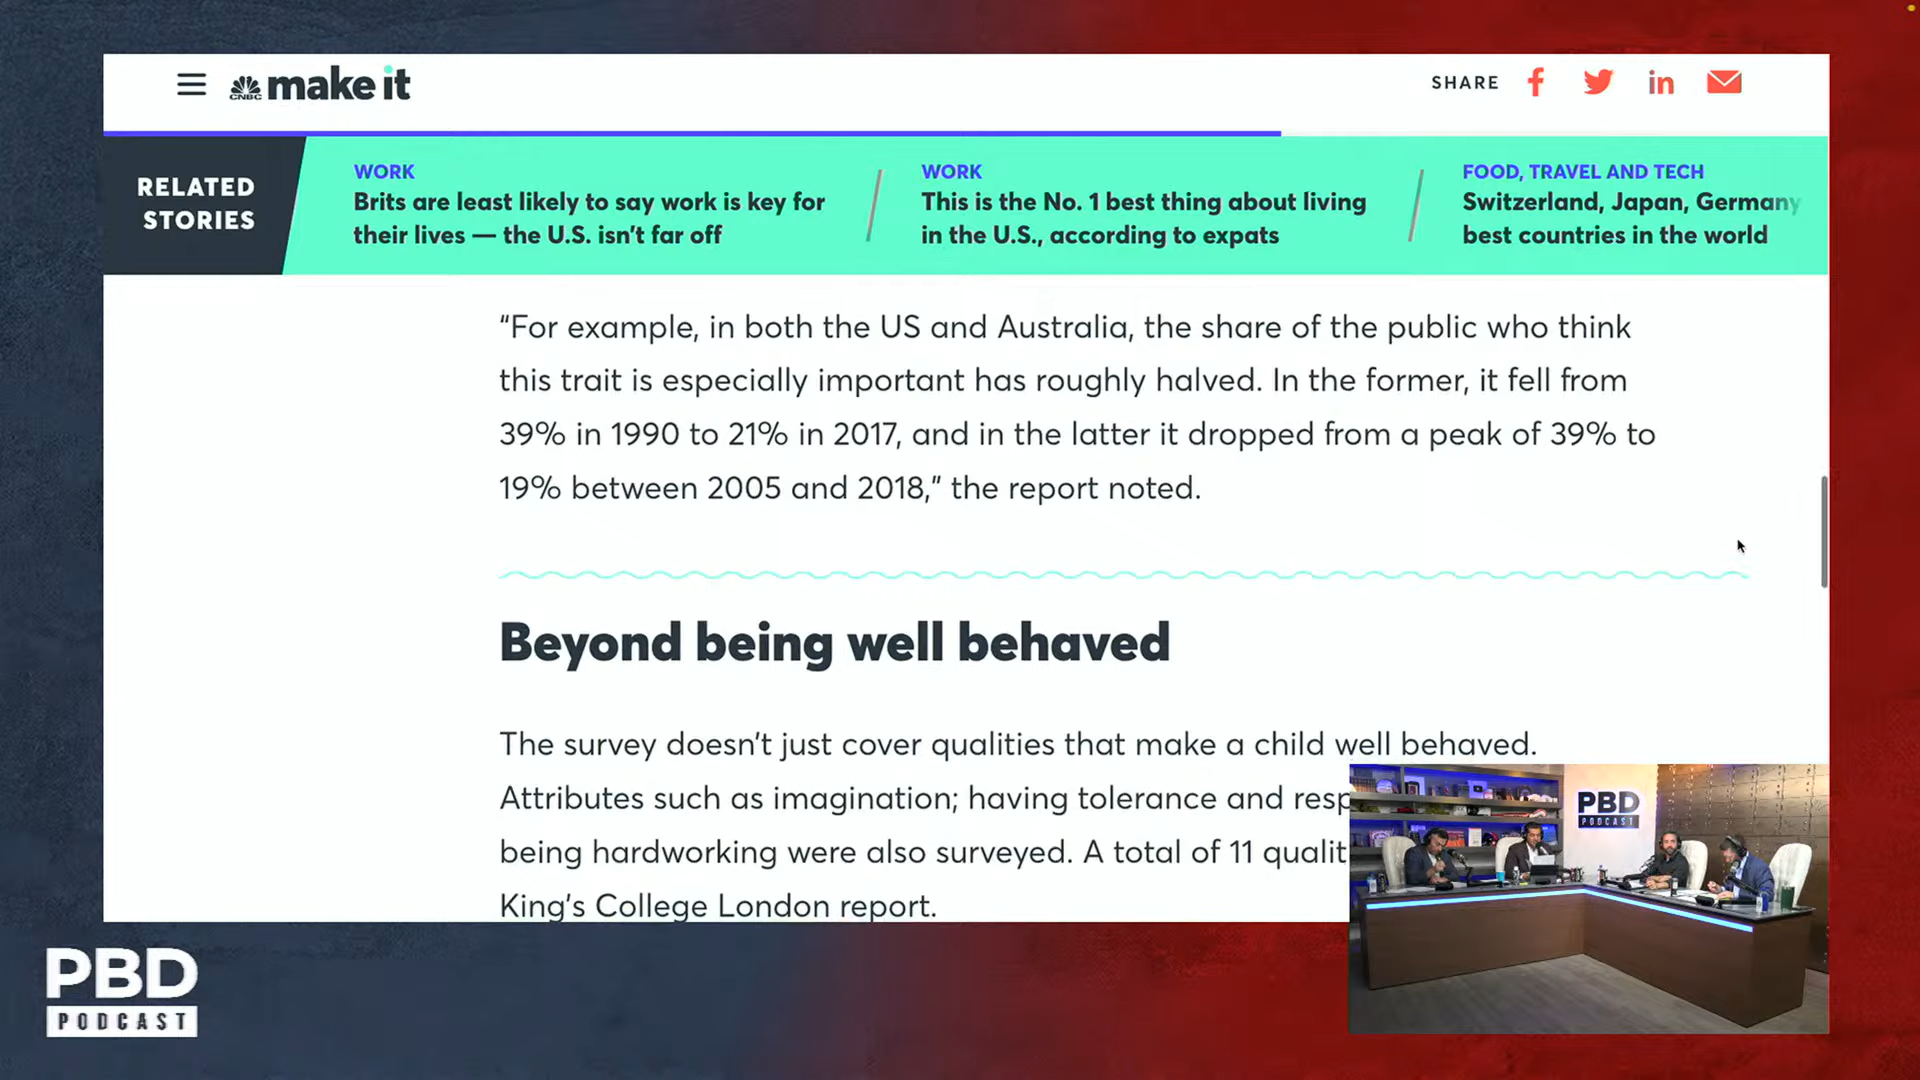 CNBC make it
SHARE
RELATED
STORIES
WORK
Brits are least likely to say work is key for
their lives — the U.S. isn't far off
WORK
This is the No. 1 best thing about living
in the U.S., according to expats
FOOD, TRAVEL AND TECH
Switzerland, Japan, Germany
best countries in the world
“For example, in both the US and Australia, the share of the public who think
this trait is especially important has roughly halved. In the former, it fell from
39% in 1990 to 21% in 2017, and in the latter it dropped from a peak of 39% to
19% between 2005 and 2018,” the report noted.
Beyond being well behaved
The survey doesn't just cover qualities that make a child well behaved.
Attributes such as imagination; having tolerance and resp
being hardworking were also surveyed. A total of 11 qualit
King's College London report.
PBD
PODCAST
PBD
PODCAST